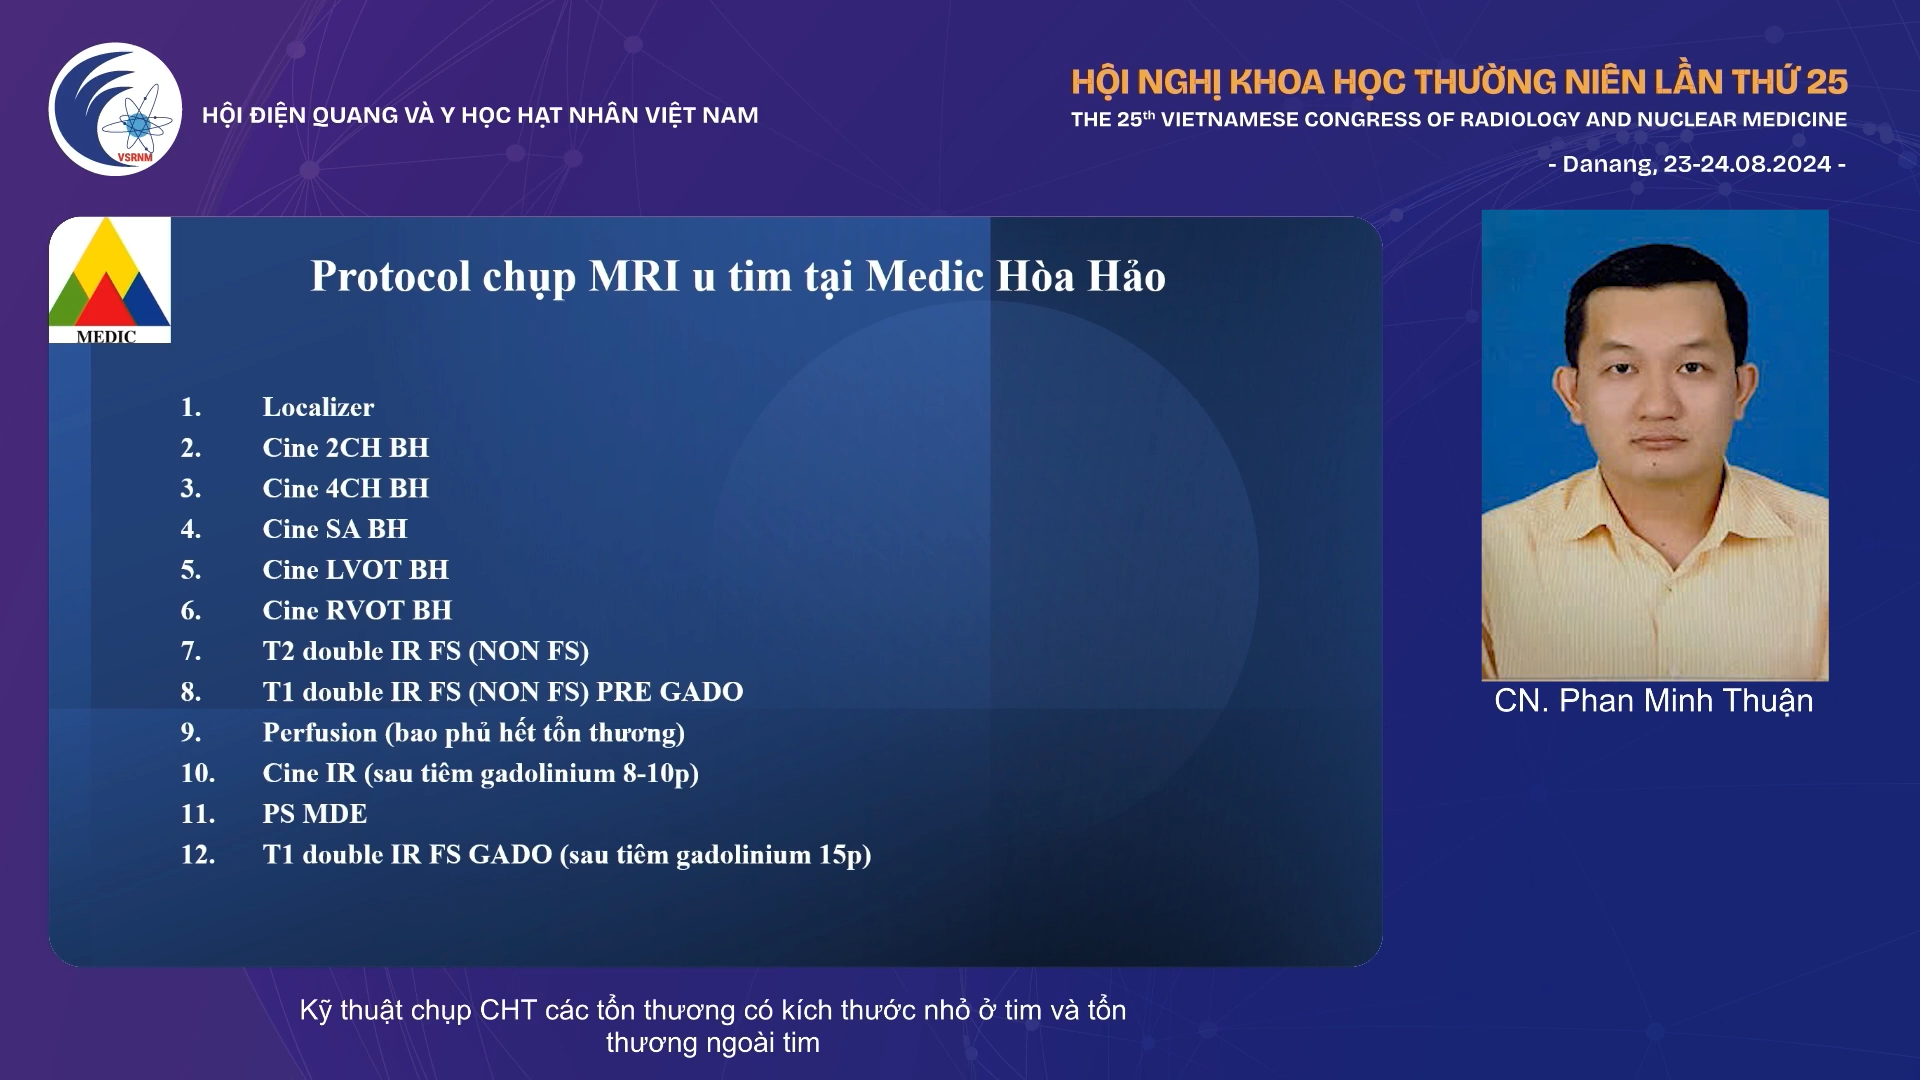 HỘI ĐIỆN QUANG VÀ Y HỌC HẠT NHÂN VIỆT NAM
VSRNM
HỘI NGHỊ KHOA HỌC THƯỜNG NIÊN LẦN THỨ 25
THE 25th VIETNAMESE CONGRESS OF RADIOLOGY AND NUCLEAR MEDICINE
- Danang, 23-24.08.2024 -
MEDIC
Protocol chụp MRI u tim tại Medic Hòa Hảo
1. Localizer
2. Cine 2CH BH
3. Cine 4CH BH
4. Cine SA BH
5. Cine LVOT BH
6. Cine RVOT BH
7. T2 double IR FS (NON FS)
8. T1 double IR FS (NON FS) PRE GADO
9. Perfusion (bao phủ hết tổn thương)
10. Cine IR (sau tiêm gadolinium 8-10p)
11. PS MDE
12. T1 double IR FS GADO (sau tiêm gadolinium 15p)
CN. Phan Minh Thuận
Kỹ thuật chụp CHT các tổn thương có kích thước nhỏ ở tim và tổn
thương ngoài tim